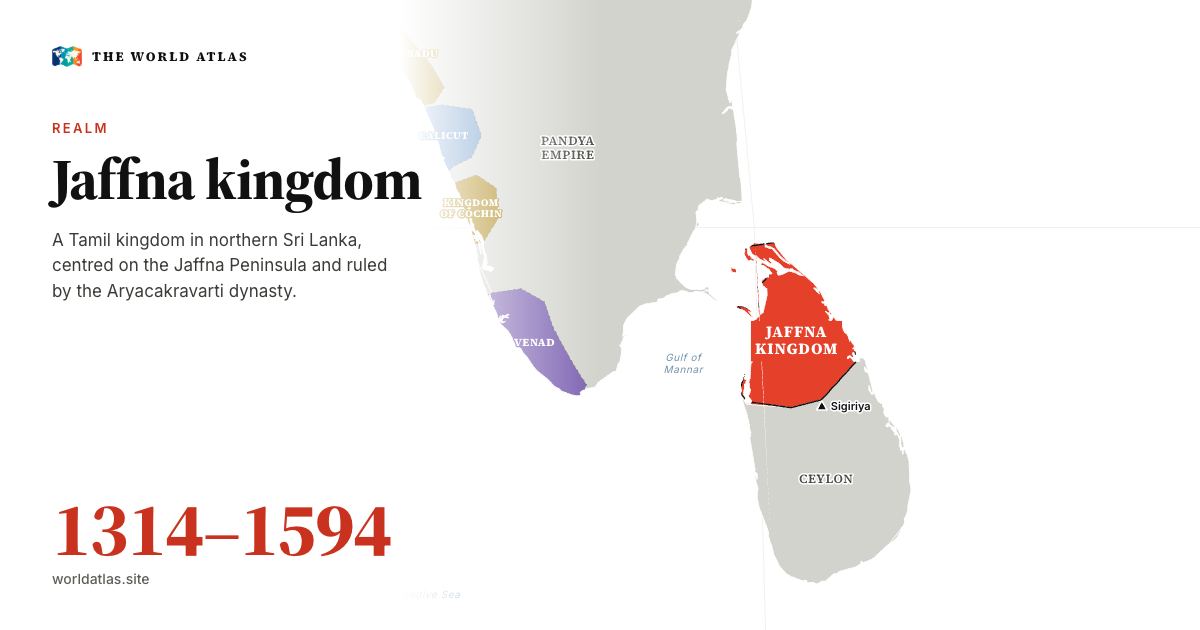 THE WORLD ATLAS
REALM
Jaffna kingdom
A Tamil kingdom in northern Sri Lanka,
centred on the Jaffna Peninsula and ruled
by the Aryacakravarti dynasty.
1314–1594
worldatlas.site
PANDYA
EMPIRE
KINGDOM
OF COCHIN
VENAD
Gulf of
Mannar
JAFFNA
KINGDOM
Sigiriya
CEYLON